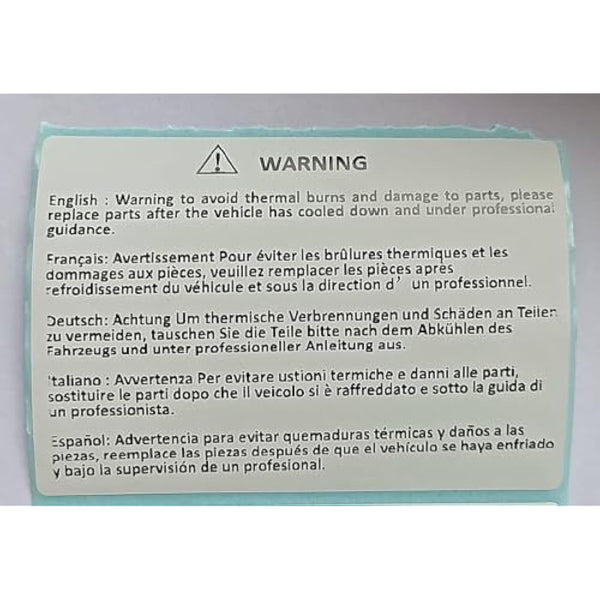 WARNING
English : Warning to avoid thermal burns and damage to parts, please
replace parts after the vehicle has cooled down and under professional
guidance.
Français: Avertissement Pour éviter les brûlures thermiques et les
dommages aux pièces, veuillez remplacer les pièces après
refroidissement du véhicule et sous la direction d’ un professionnel.
Deutsch: Achtung Um thermische Verbrennungen und Schäden an Teilen
zu vermeiden, tauschen Sie die Teile bitte nach dem Abkühlen des
Fahrzeugs und unter professioneller Anleitung aus.
Italiano : Avvertenza Per evitare ustioni termiche e danni alle parti,
sostituire le parti dopo che il veicolo si è raffreddato e sotto la guida di
un professionista.
Español: Advertencia para evitar quemaduras térmicas y daños a las
piezas, reemplace las piezas después de que el vehículo se haya enfriado
y bajo la supervisión de un profesional.